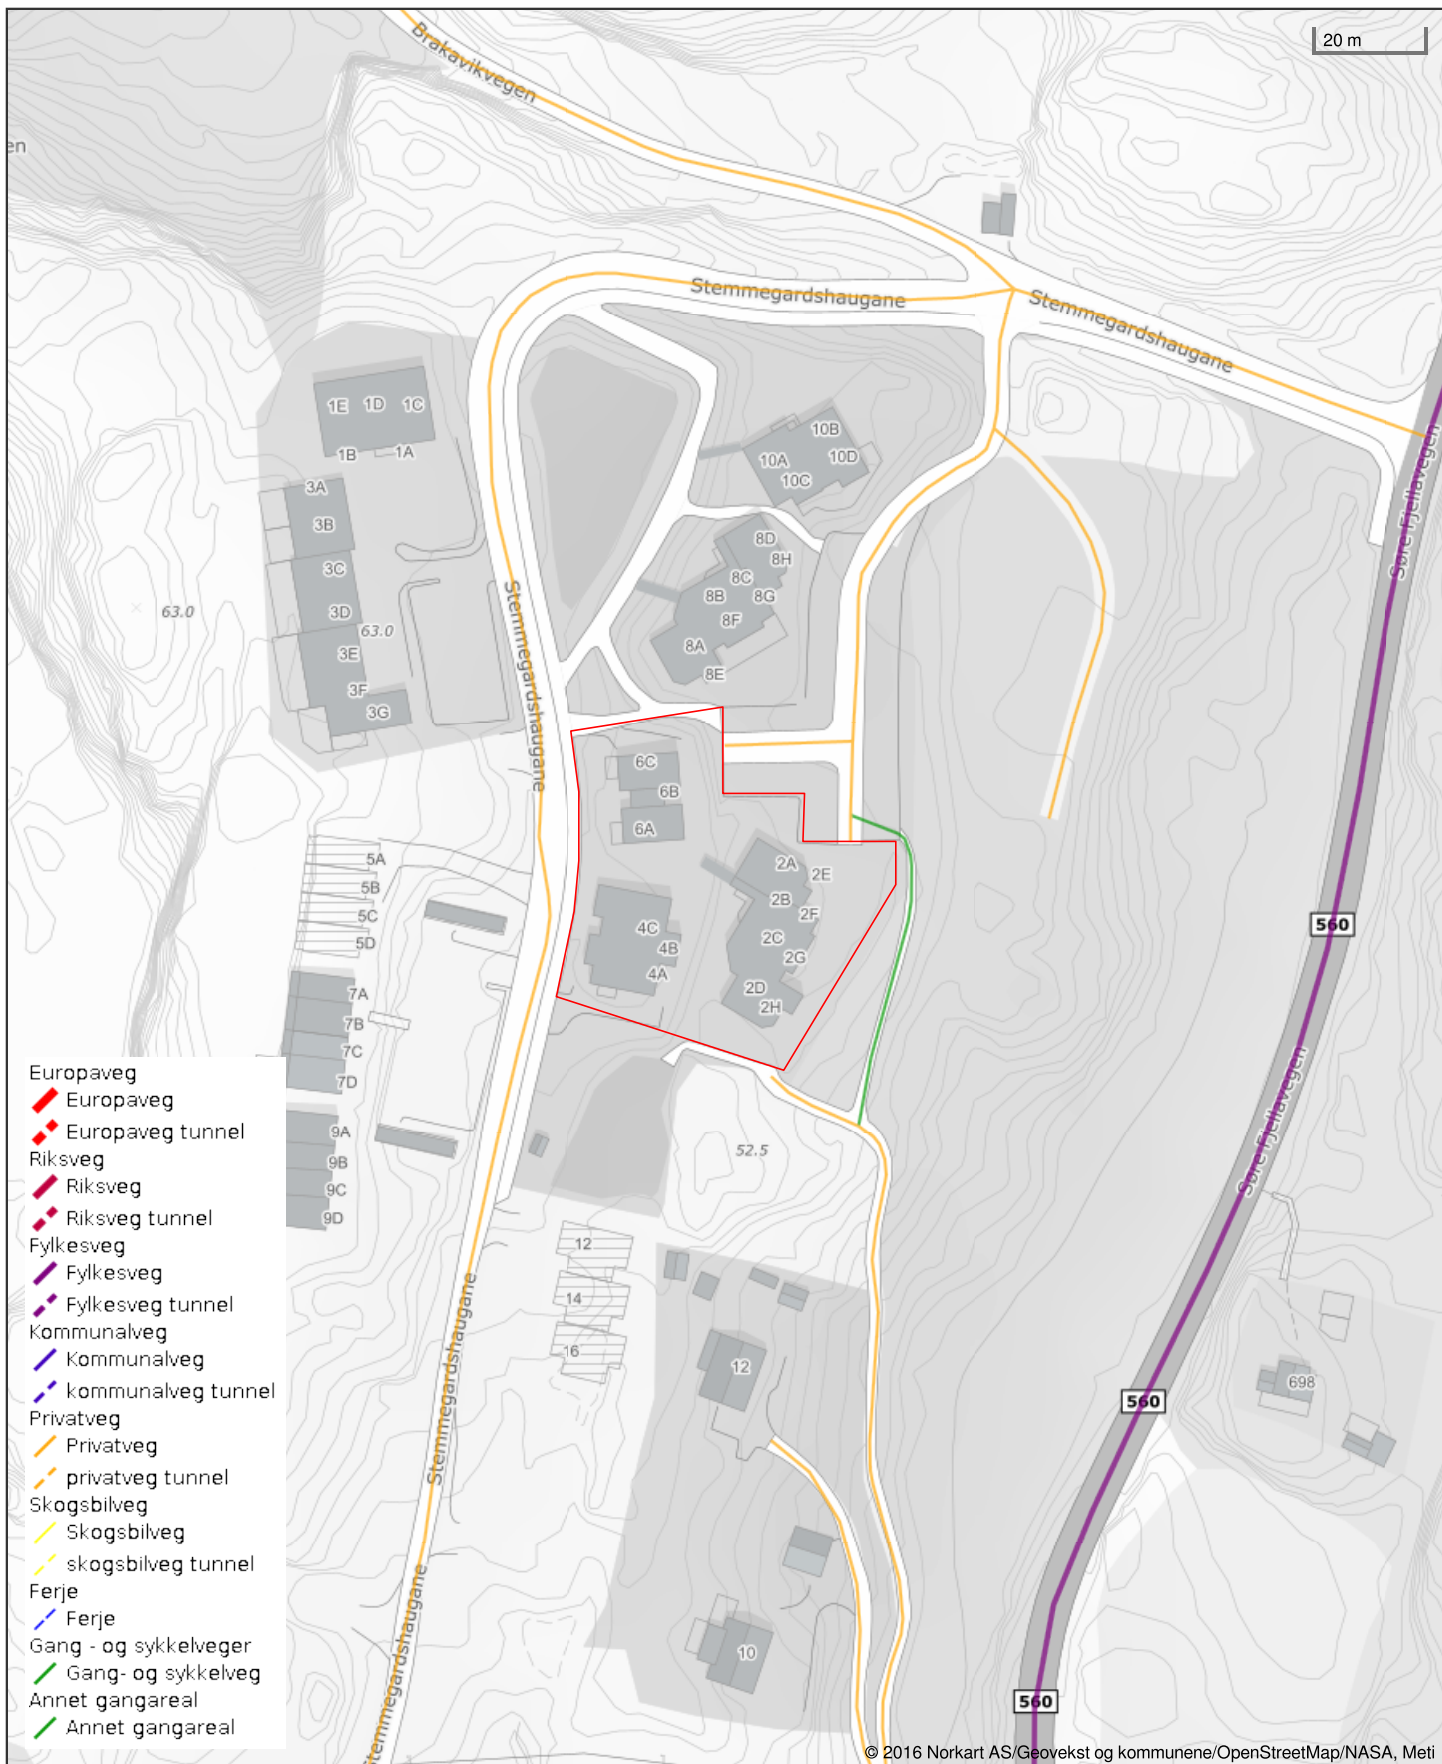 Brakavikvegen
20 m
en
Stemmegardshaugane
Stemmegardshaugane
1E 1D 1C
1B 1A
10B
10A 10D
10C
3A
3B
3C
3D
63.0
63.0
3E
3F
3G
8D
8H
8C
8B 8G
8F
8A
8E
Søre Fjellavegen
Stemmegardshaugane
6C
6B
6A
5A
5B
5C
5D
2A 2E
2B
2F
2C
2G
2D
2H
4C
4B
4A
560
7A
7B
7C
7D
9A
9B
9C
9D
52.5
Søre Fjellavegen
12
14
16
12
Stemmegardshaugane
698
560
10
Stemmegardshaugane
560
Europaveg
Europaveg
Europaveg tunnel
Riksveg
Riksveg
Riksveg tunnel
Fylkesveg
Fylkesveg
Fylkesveg tunnel
Kommunalveg
Kommunalveg
kommunalveg tunnel
Privatveg
Privatveg
privatveg tunnel
Skogsbilveg
Skogsbilveg
skogsbilveg tunnel
Ferje
Ferje
Gang - og sykkelveger
Gang- og sykkelveg
Annet gangareal
Annet gangareal
© 2016 Norkart AS/Geovekst og kommunene/OpenStreetMap/NASA, Meti